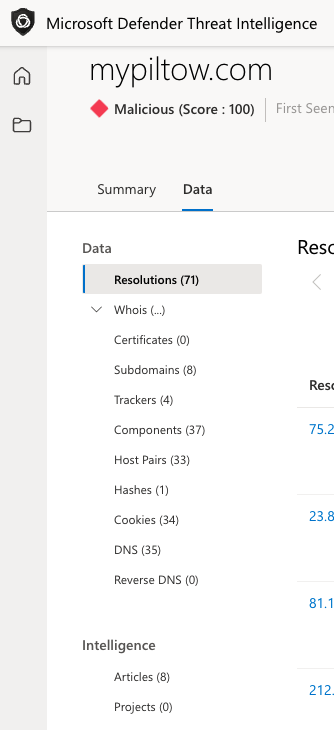 Microsoft Defender Threat Intelligence
mypiltow.com
Malicious (Score : 100)
First Seen
Summary
Data
Data
Resolutions (71)
Whois (...)
Certificates (0)
Subdomains (8)
Trackers (4)
Components (37)
Host Pairs (33)
Hashes (1)
Cookies (34)
DNS (35)
Reverse DNS (0)
Intelligence
Articles (8)
Projects (0)
Reso
Reso
75.2
23.8
81.1
212.